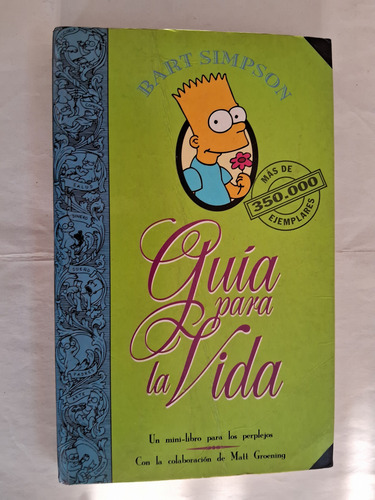 BART SIMPSON
MÁS DE
350.000
EJEMPLARES
Guía
para
la Vida
Un mini-libro para los perplejos
Con la colaboración de Matt Groening